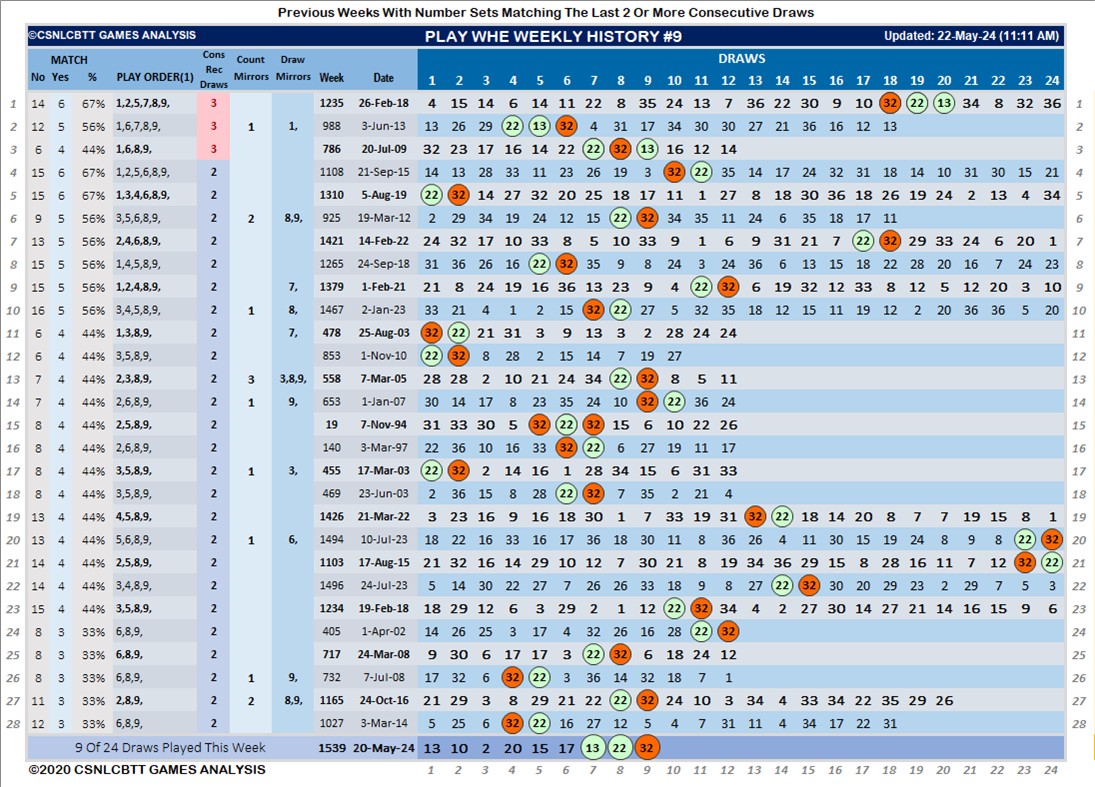 Previous Weeks With Number Sets Matching The Last 2 Or More Consecutive Draws
©CSNLCBTT GAMES ANALYSIS PLAY WHE WEEKLY HISTORY #9 Updated: 22-May-24 (11:11 AM)
MATCH Cons Rec Draws Count Mirrors Draw Mirrors DRAWS
No Yes % PLAY ORDER(1) Week Date 1 2 3 4 5 6 7 8 9 10 11 12 13 14 15 16 17 18 19 20 21 22 23 24
1 14 6 67% 1,2,5,7,8,9, 3 1235 26-Feb-18 4 15 14 6 14 11 22 8 35 24 13 7 36 22 30 9 10 32 22 13 34 8 32 36 1
2 12 5 56% 1,6,7,8,9, 3 1 1, 988 3-Jun-13 13 26 29 22 13 32 4 31 17 34 30 30 27 21 36 16 12 13 2
3 6 4 44% 1,6,8,9, 3 786 20-Jul-09 32 23 17 16 14 22 22 32 13 16 12 14 3
4 15 6 67% 1,2,5,6,8,9, 2 1108 21-Sep-15 14 13 28 33 11 23 26 19 3 32 22 35 14 17 24 32 31 18 14 10 31 30 15 21 4
5 15 6 67% 1,3,4,6,8,9, 2 1310 5-Aug-19 22 32 14 27 32 20 25 18 17 11 1 27 8 18 30 36 18 26 19 24 2 13 4 34 5
6 9 5 56% 3,5,6,8,9, 2 2 8,9, 925 19-Mar-12 2 29 34 19 24 12 15 22 32 34 35 11 24 6 35 18 17 11 6
7 13 5 56% 2,4,6,8,9, 2 1421 14-Feb-22 24 32 17 10 33 8 5 10 33 9 1 6 9 31 21 7 22 32 29 33 24 6 20 1 7
8 15 5 56% 1,4,5,8,9, 2 1265 24-Sep-18 31 36 26 16 22 32 35 9 8 24 3 24 36 6 13 15 18 22 28 20 16 7 24 23 8
9 15 5 56% 1,2,4,8,9, 2 7, 1379 1-Feb-21 21 8 24 19 16 36 13 23 9 4 22 32 6 19 32 12 33 8 12 5 12 20 3 10 9
10 16 5 56% 3,4,5,8,9, 2 1 8, 1467 2-Jan-23 33 21 4 1 2 15 32 22 27 5 32 35 18 12 15 11 19 12 2 20 36 36 5 20 10
11 6 4 44% 1,3,8,9, 2 7, 478 25-Aug-03 32 22 21 31 3 9 13 3 2 28 24 24 11
12 6 4 44% 3,5,8,9, 2 853 1-Nov-10 22 32 8 28 2 15 14 7 19 27 12
13 7 4 44% 2,3,8,9, 2 3 3,8,9, 558 7-Mar-05 28 28 2 10 21 24 34 22 32 8 5 11 13
14 7 4 44% 2,6,8,9, 2 1 9, 653 1-Jan-07 30 14 17 8 23 35 24 10 32 22 36 24 14
15 8 4 44% 2,5,8,9, 2 19 7-Nov-94 31 33 30 5 32 22 32 15 6 10 22 26 15
16 8 4 44% 2,6,8,9, 2 140 3-Mar-97 22 36 10 16 33 32 22 6 27 19 11 17 16
17 8 4 44% 3,5,8,9, 2 1 3, 455 17-Mar-03 22 32 2 14 16 1 28 34 15 6 31 33 17
18 8 4 44% 3,5,8,9, 2 469 23-Jun-03 2 36 15 8 28 22 32 7 35 2 21 4 18
19 13 4 44% 4,5,8,9, 2 1426 21-Mar-22 3 23 16 9 16 18 30 1 7 33 19 31 32 22 18 14 20 8 7 7 19 15 8 1 19
20 13 4 44% 5,6,8,9, 2 1 6, 1494 10-Jul-23 18 22 16 33 16 17 36 18 30 11 8 36 26 4 11 30 15 19 24 8 9 8 22 32 20
21 14 4 44% 2,5,8,9, 2 1103 17-Aug-15 21 32 16 14 29 10 12 7 30 21 8 19 34 36 29 15 8 28 16 11 7 12 32 22 21
22 14 4 44% 3,4,8,9, 2 1496 24-Jul-23 5 14 30 22 27 7 26 26 33 18 9 8 27 22 32 30 20 29 23 2 29 7 5 3 22
23 15 4 44% 3,5,8,9, 2 1234 19-Feb-18 18 29 12 6 3 29 2 1 12 22 32 34 4 2 27 30 14 27 21 14 16 15 9 6 23
24 8 3 33% 6,8,9, 2 405 1-Apr-02 14 26 25 3 17 4 32 26 16 28 22 32 24
25 8 3 33% 6,8,9, 2 717 24-Mar-08 9 30 6 17 17 3 22 32 6 18 24 12 25
26 8 3 33% 6,8,9, 2 1 9, 732 7-Jul-08 17 32 6 32 22 3 36 14 32 18 7 1 26
27 11 3 33% 2,8,9, 2 2 8,9, 1165 24-Oct-16 21 29 3 8 29 21 22 22 32 24 10 3 34 4 33 34 22 35 29 26 27
28 12 3 33% 6,8,9, 2 1027 3-Mar-14 5 25 6 32 22 16 27 12 5 4 7 31 11 4 34 17 22 31 28
9 Of 24 Draws Played This Week 1539 20-May-24 13 10 2 20 15 17 13 22 32
©2020 CSNLCBTT GAMES ANALYSIS 1 2 3 4 5 6 7 8 9 10 11 12 13 14 15 16 17 18 19 20 21 22 23 24